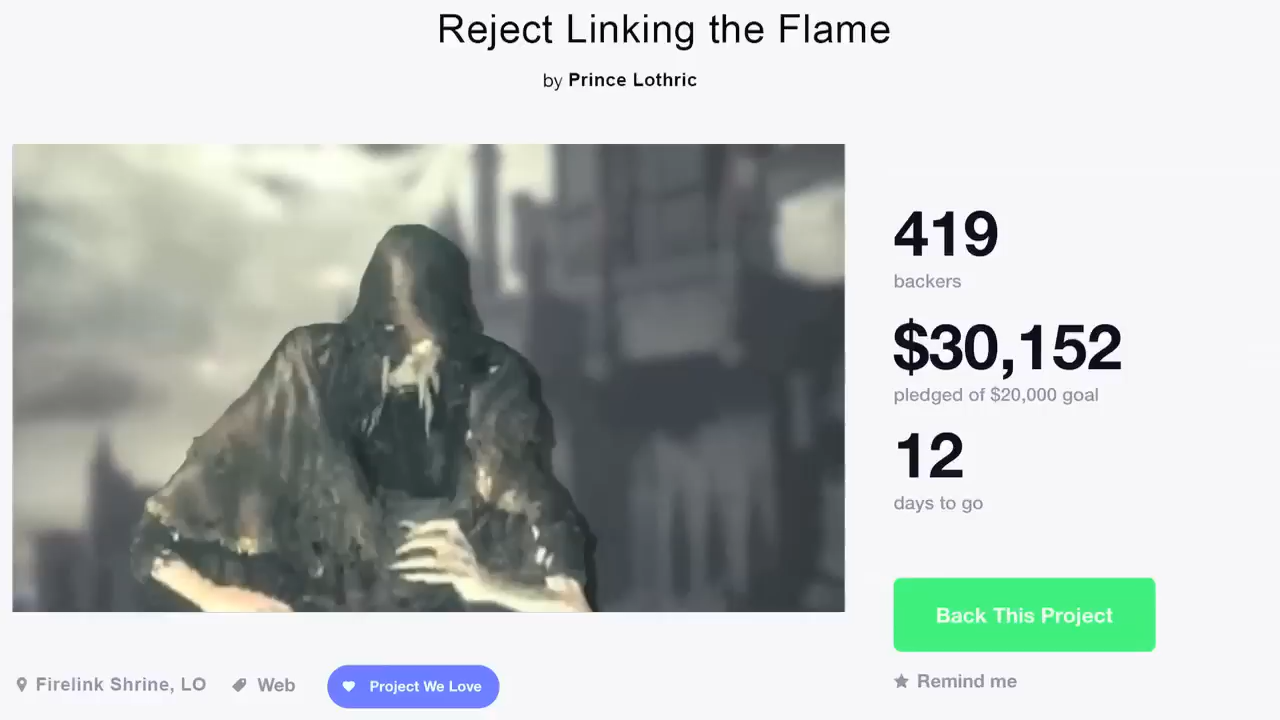 Reject Linking the Flame
by Prince Lothric
419
backers
$30,152
pledged of $20,000 goal
12
days to go
Back This Project
Firelink Shrine, LO
Web
Project We Love
Remind me